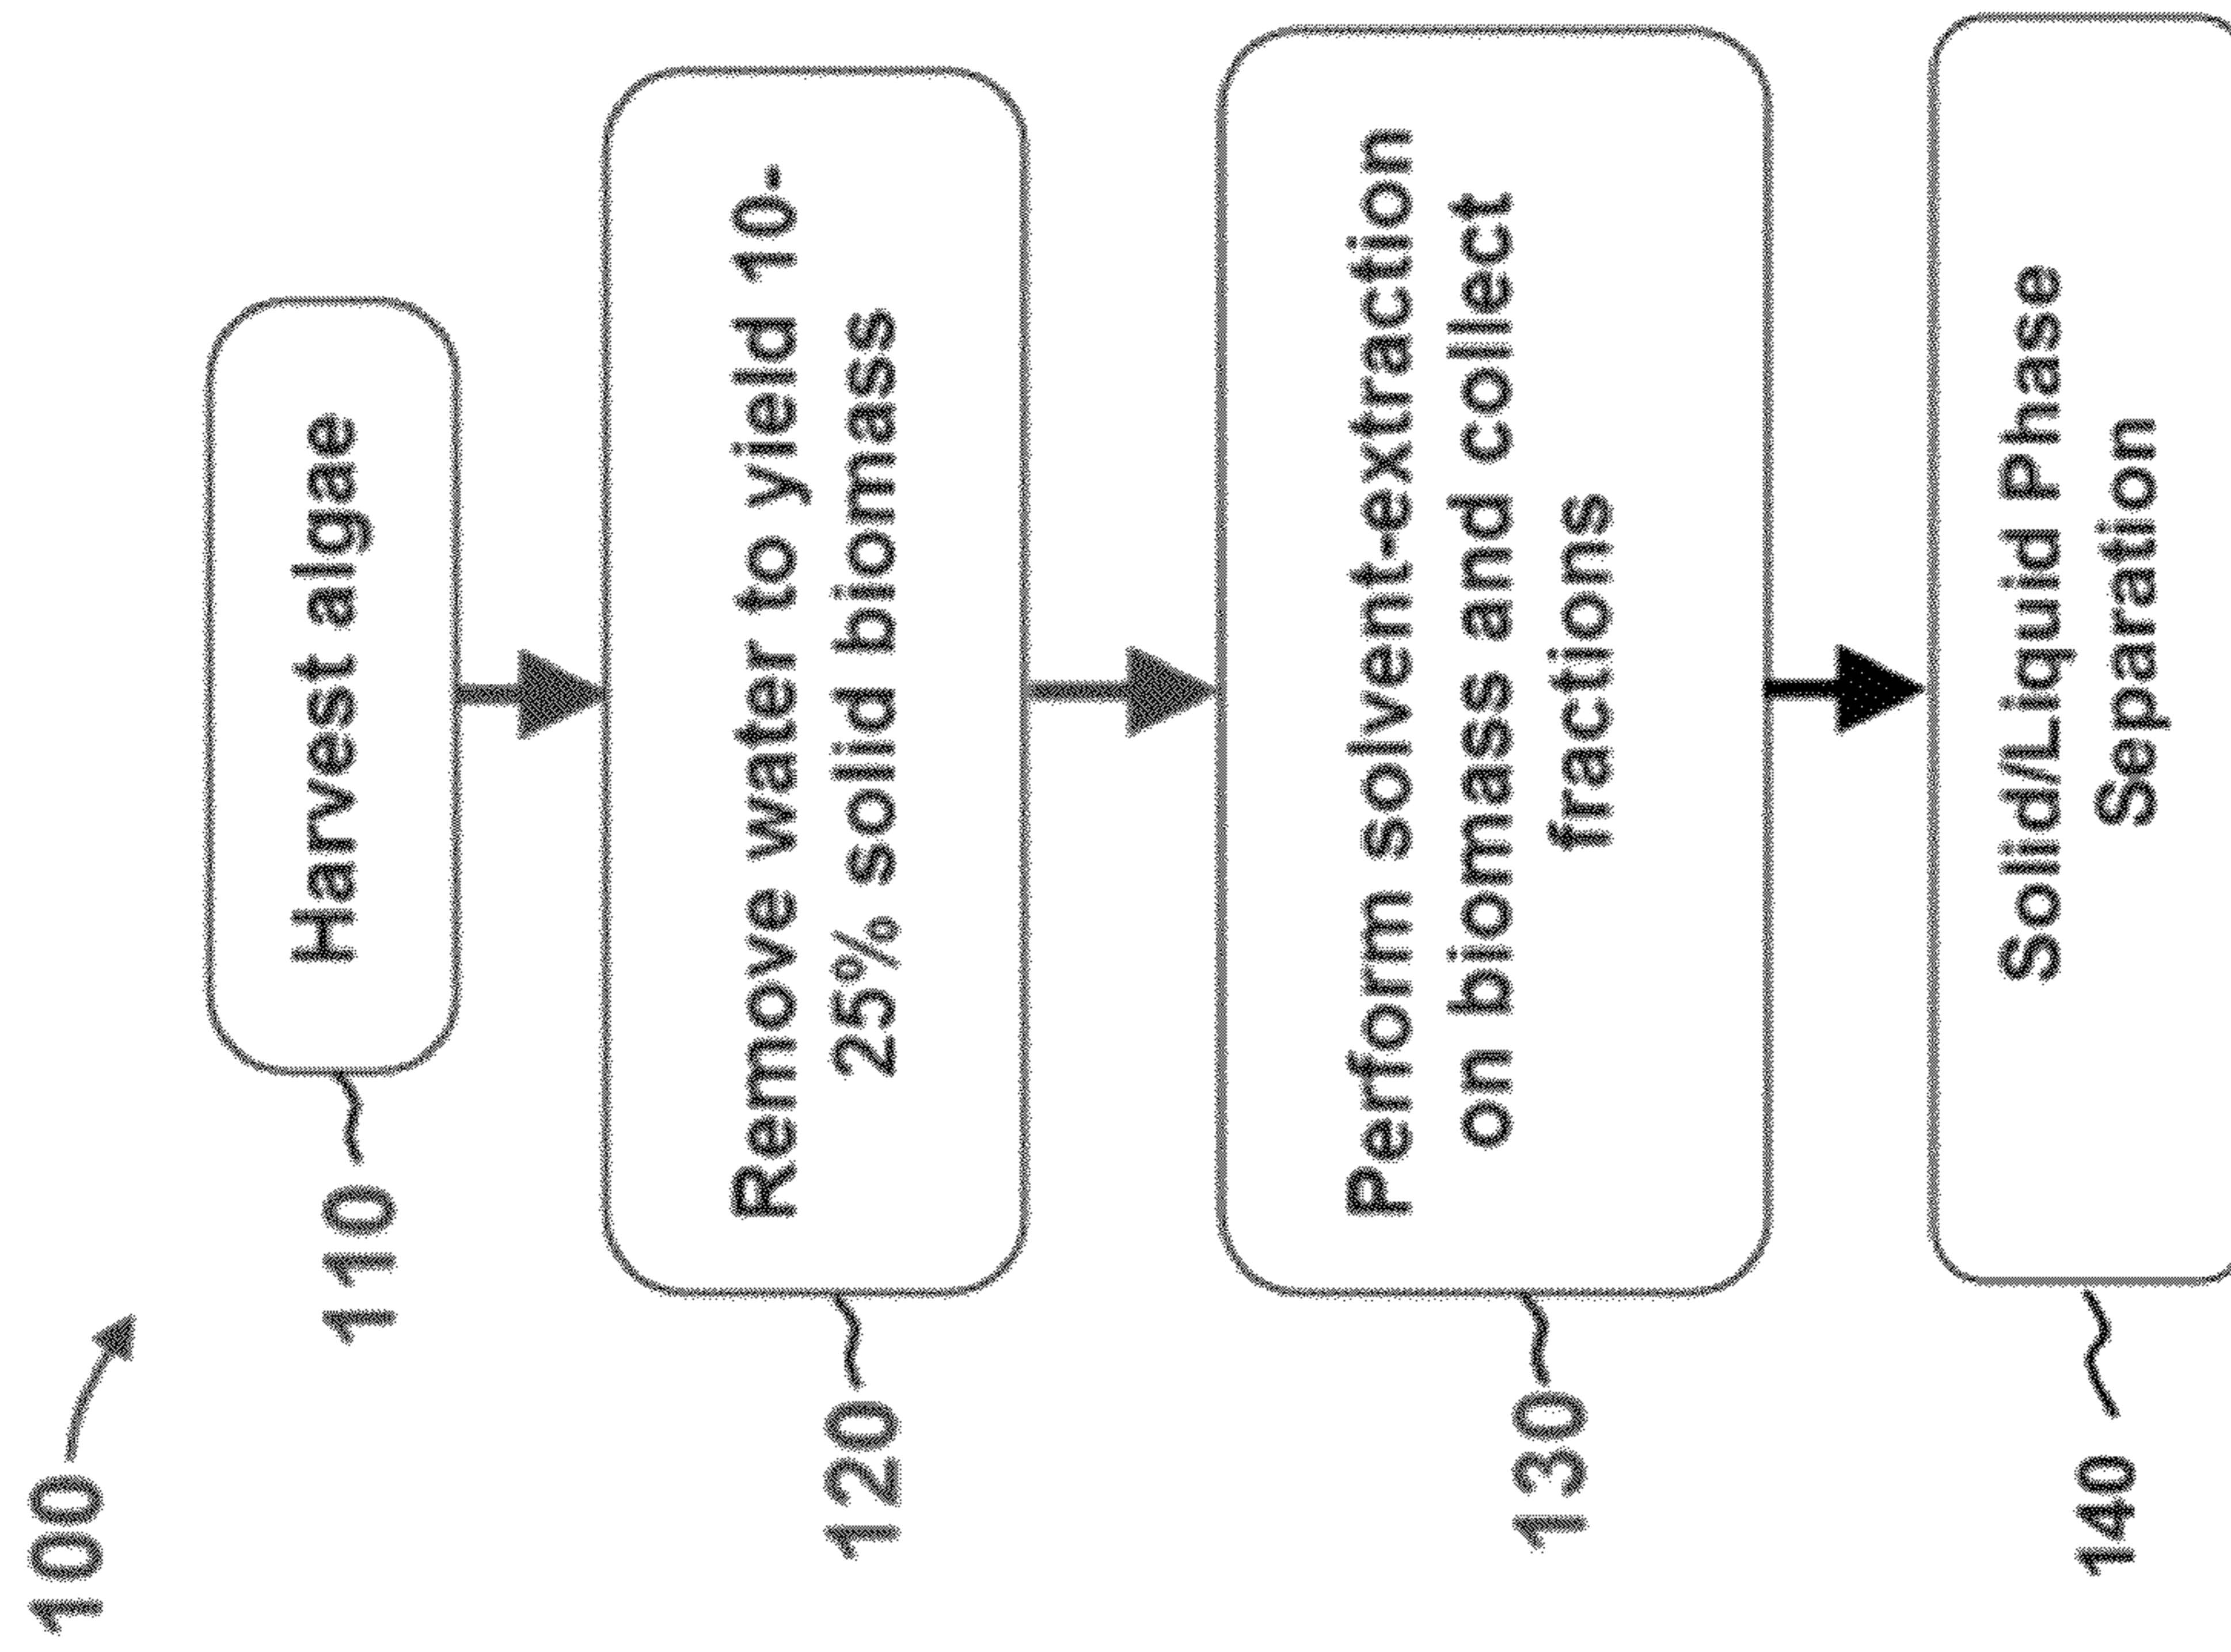 100
110
Harvest algae
120
Remove water to yield 10-
25% solid biomass
130
Perform solvent-extraction
on biomass and collect
fractions
140
Solid/Liquid Phase
Separation